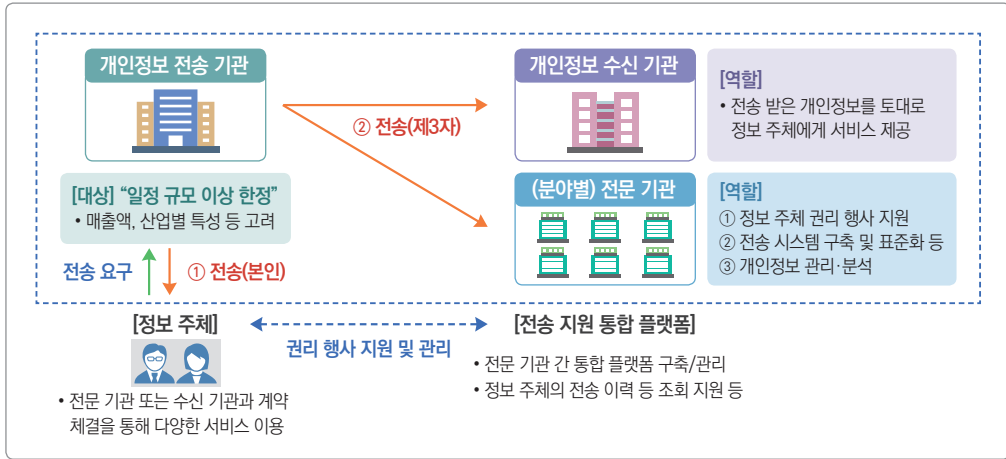 개인정보 전송 기관
[대상] “일정 규모 이상 한정”
• 매출액, 산업별 특성 등 고려
전송 요구
① 전송(본인)
② 전송(제3자)
개인정보 수신 기관
[역할]
• 전송 받은 개인정보를 토대로
정보 주체에게 서비스 제공
(분야별) 전문 기관
[역할]
① 정보 주체 권리 행사 지원
② 전송 시스템 구축 및 표준화 등
③ 개인정보 관리·분석
[정보 주체]
• 전문 기관 또는 수신 기관과 계약
체결을 통해 다양한 서비스 이용
권리 행사 지원 및 관리
[전송 지원 통합 플랫폼]
• 전문 기관 간 통합 플랫폼 구축/관리
• 정보 주체의 전송 이력 등 조회 지원 등